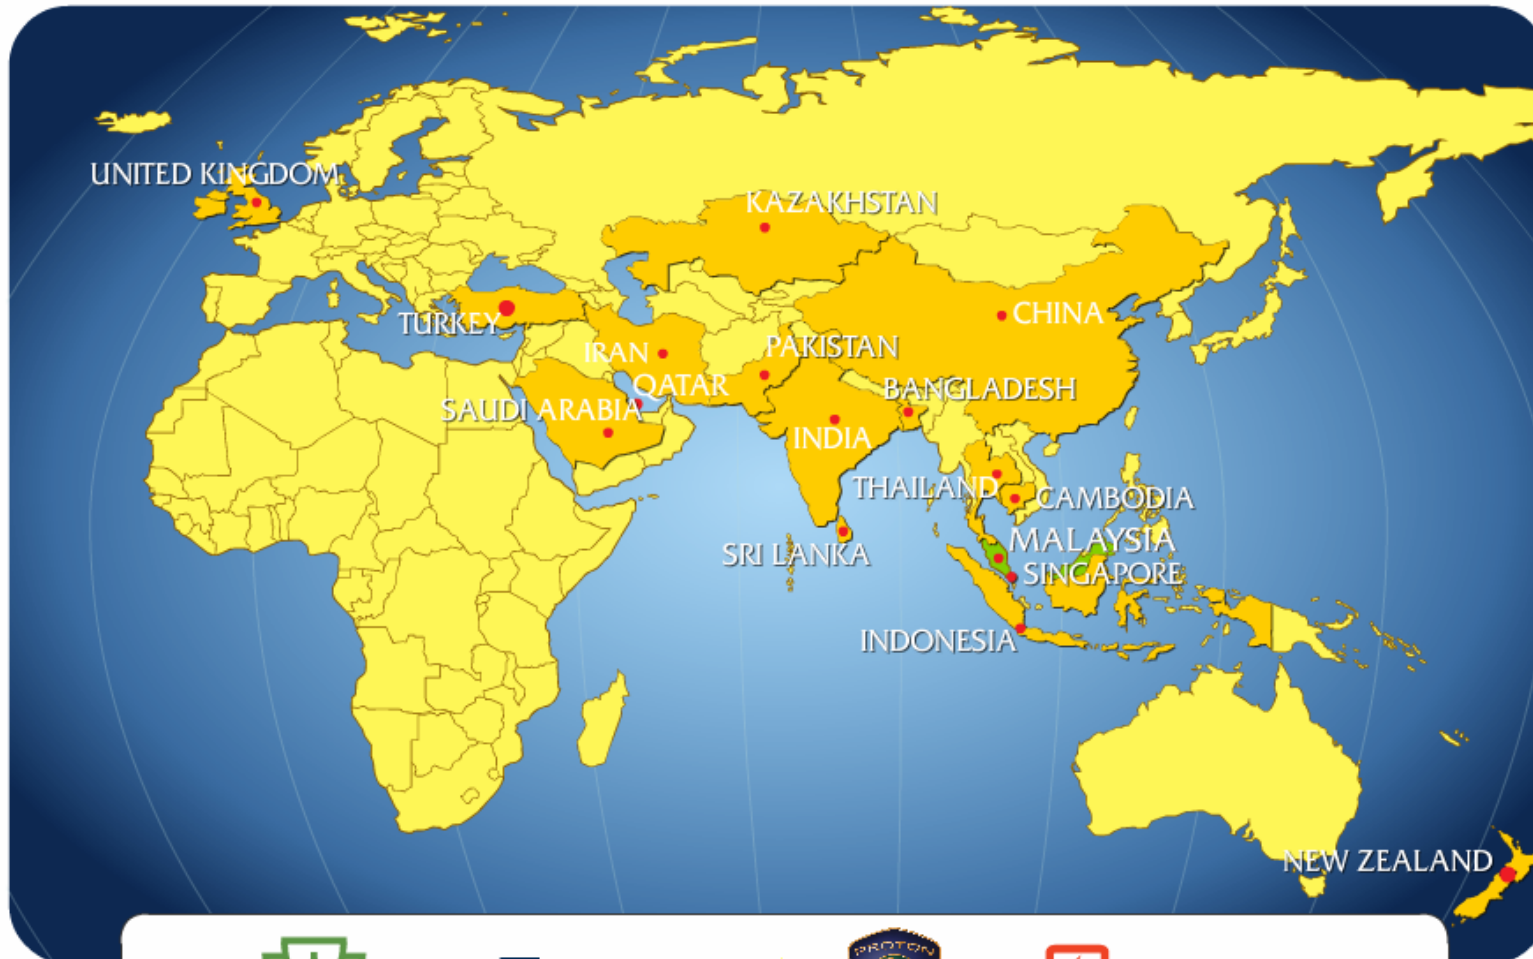 UNITED KINGDOM
KAZAKHSTAN
CHINA
TURKEY
PAKISTAN
IRAN
QATAR
BANGLADESH
SAUDI ARABIA
INDIA
THAILAND
CAMBODIA
MALAYSIA
SRI LANKA
SINGAPORE
INDONESIA
NEW ZEALAND
PROTON